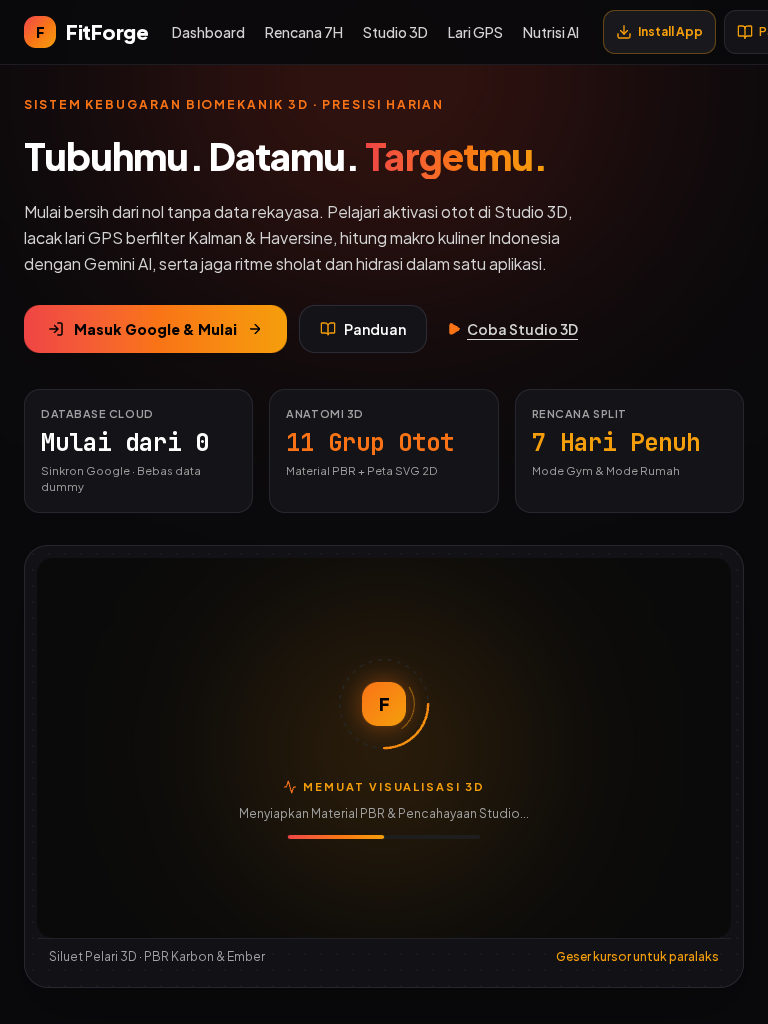 F FitForge Dashboard Rencana 7H Studio 3D Lari GPS Nutrisi AI Install App
SISTEM KEBUGARAN BIOMEKANIK 3D · PRESISI HARIAN
Tubuhmu. Datamu. Targetmu.
Mulai bersih dari nol tanpa data rekayasa. Pelajari aktivasi otot di Studio 3D,
lacak lari GPS berfilter Kalman & Haversine, hitung makro kuliner Indonesia
dengan Gemini AI, serta jaga ritme sholat dan hidrasi dalam satu aplikasi.
Masuk Google & Mulai Panduan Coba Studio 3D
DATABASE CLOUD
Mulai dari 0
Sinkron Google · Bebas data
dummy
ANATOMI 3D
11 Grup Otot
Material PBR + Peta SVG 2D
RENCANA SPLIT
7 Hari Penuh
Mode Gym & Mode Rumah
F
MEMUAT VISUALISASI 3D
Menyiapkan Material PBR & Pencahayaan Studio...
Siluet Pelari 3D · PBR Karbon & Ember
Geser kursor untuk paralaks